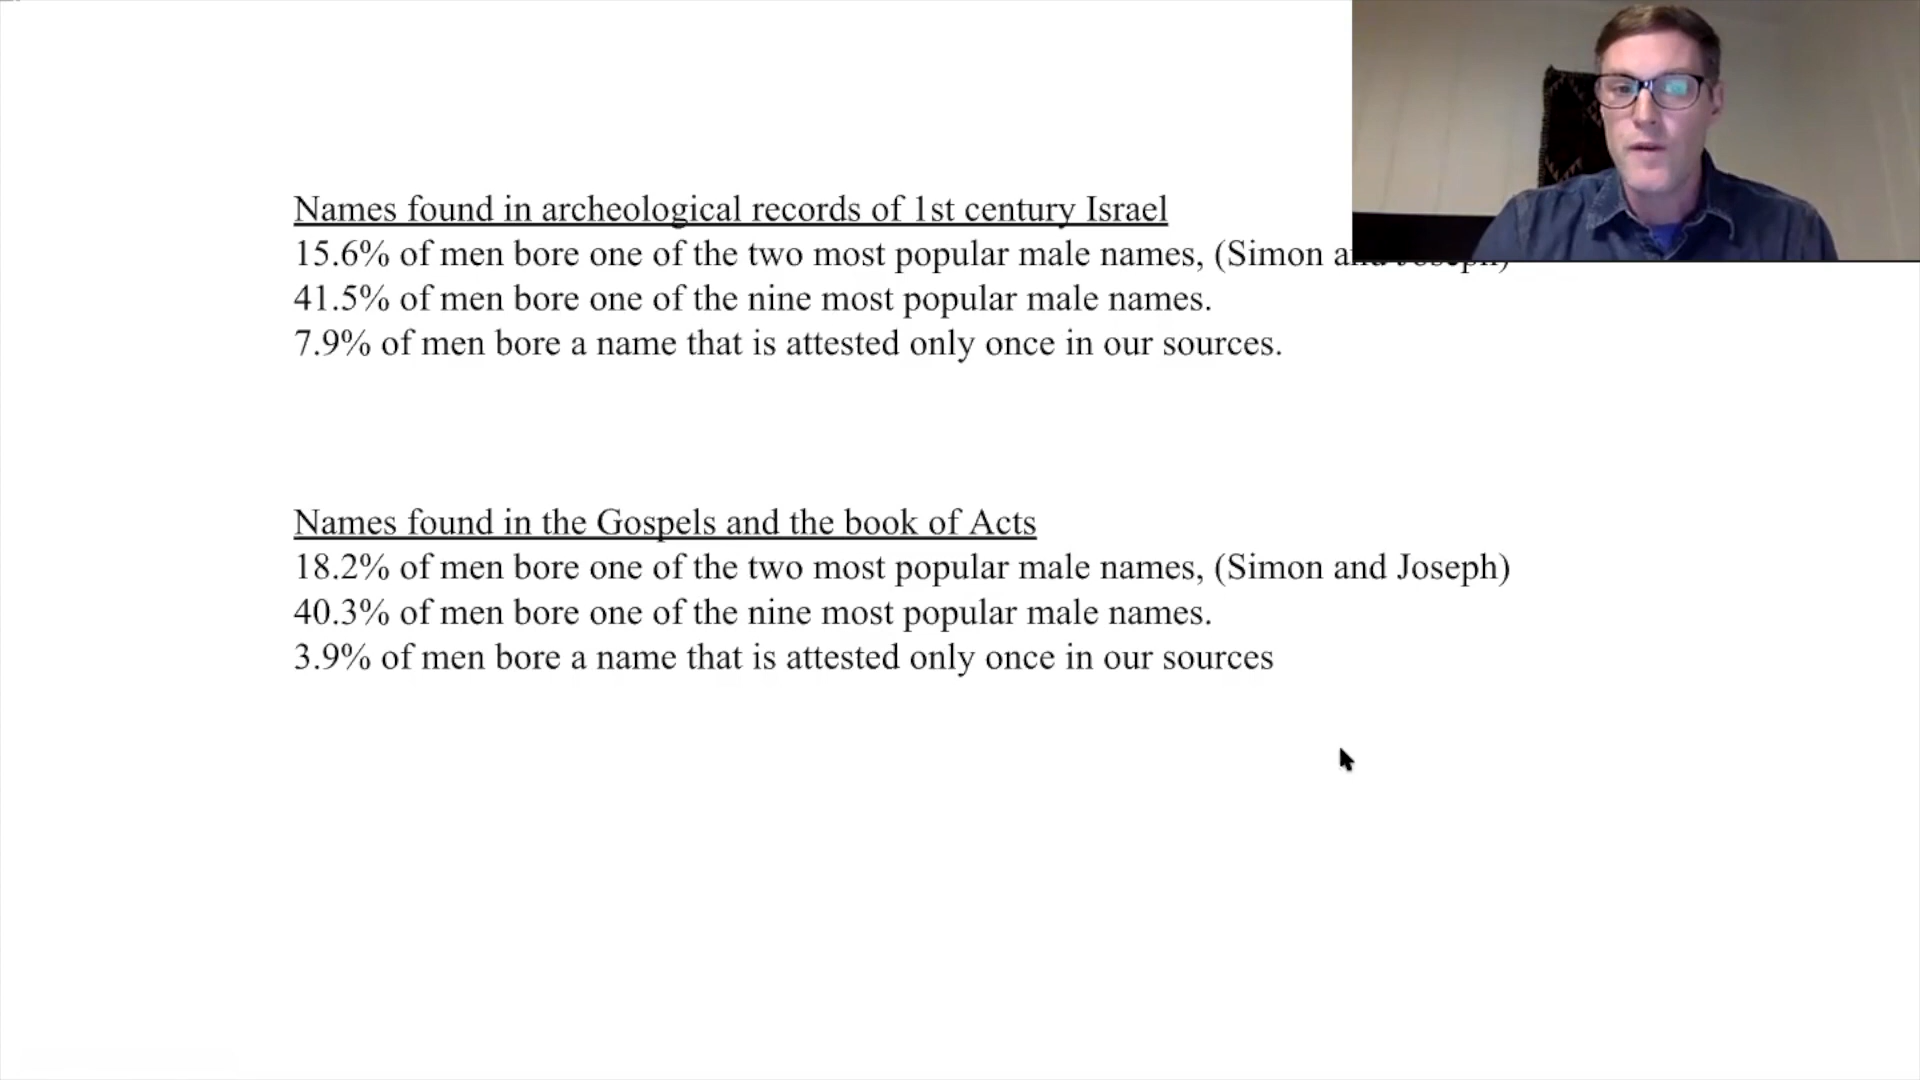 Names found in archeological records of 1st century Israel
15.6% of men bore one of the two most popular male names, (Simon and Joseph)
41.5% of men bore one of the nine most popular male names.
7.9% of men bore a name that is attested only once in our sources.
Names found in the Gospels and the book of Acts
18.2% of men bore one of the two most popular male names, (Simon and Joseph)
40.3% of men bore one of the nine most popular male names.
3.9% of men bore a name that is attested only once in our sources